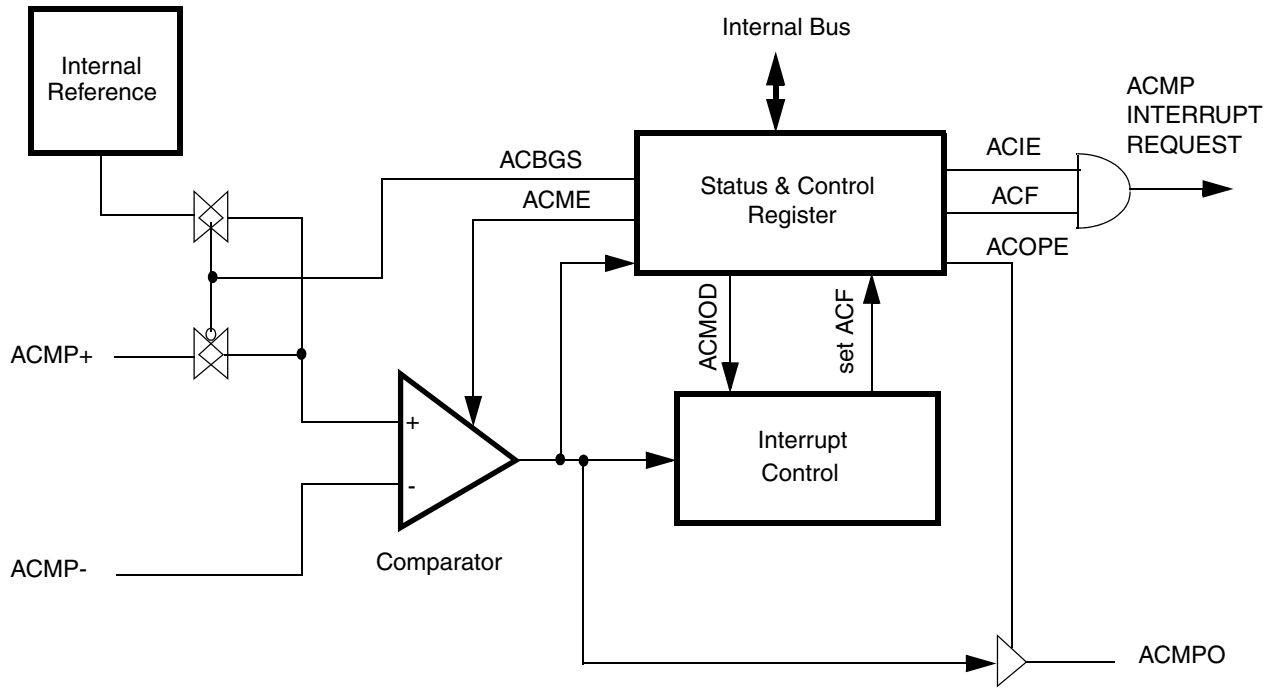 Internal Bus
Internal
Reference
ACMP
INTERRUPT
REQUEST
ACBGS
ACME
Status & Control
Register
ACIE
ACF
ACOPE
ACMOD
set ACF
ACMP+
+
-
Interrupt
Control
Comparator
ACMP-
ACMPO